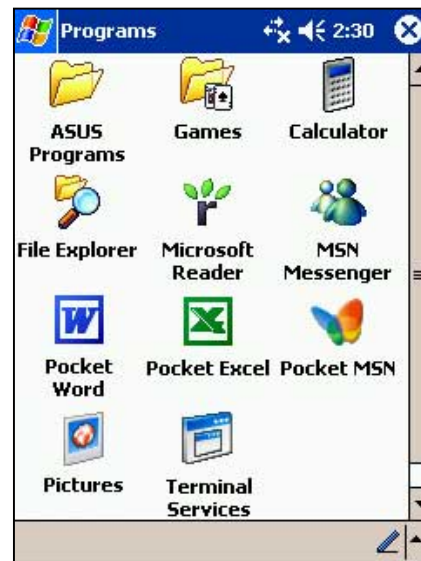 Programs 2:30
ASUS Programs
Games
Calculator
File Explorer
Microsoft Reader
MSN Messenger
Pocket Word
Pocket Excel
Pocket MSN
Pictures
Terminal Services